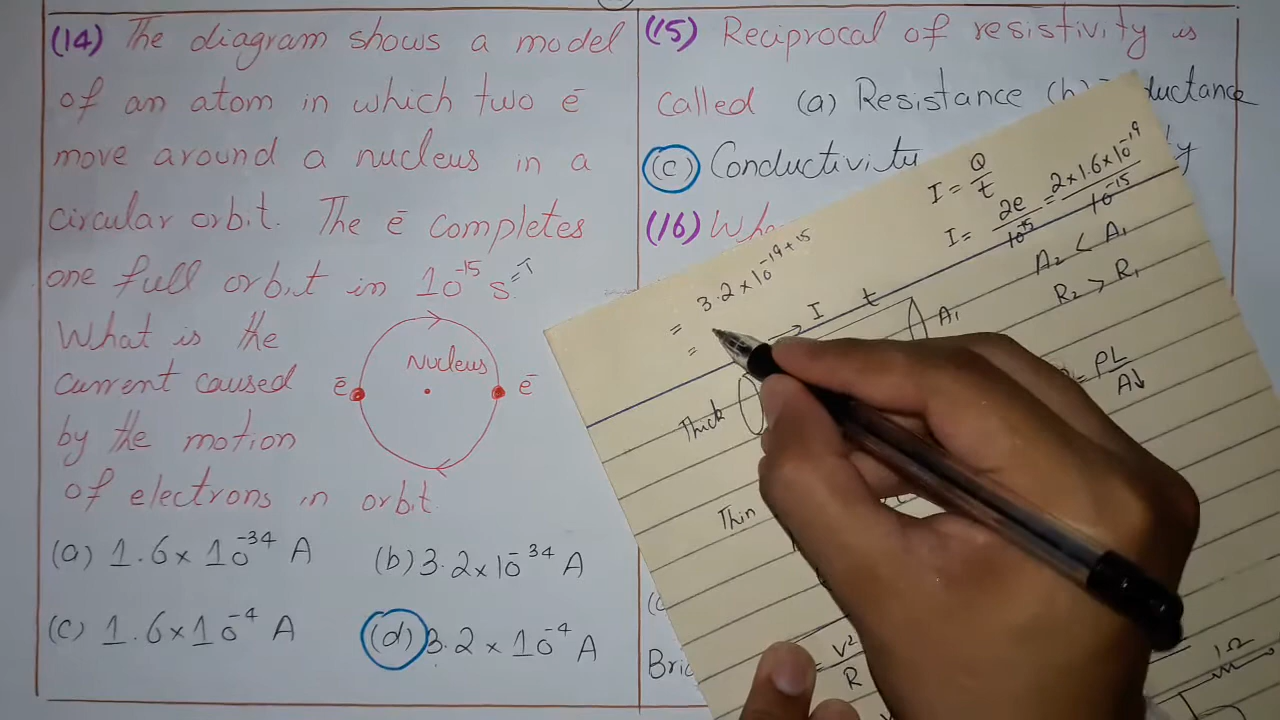 (14) The diagram shows a model
of an atom in which two ē
move around a nucleus in a
circular orbit. The ē completes
one full orbit in 10⁻¹⁵ s = T
What is the
current caused
by the motion
of electrons in orbit
Nucleus
ē
ē
(a) 1.6 × 10⁻³⁴ A (b) 3.2 × 10⁻³⁴ A
(c) 1.6 × 10⁻⁴ A (d) 3.2 × 10⁻⁴ A
(15) Reciprocal of resistivity is
called (a) Resistance (b) ductance
(c) Conductivity
(16)
I = Q/t
I = 2e/10⁻¹⁵ = 2 × 1.6 × 10⁻¹⁹/10⁻¹⁵
= 3.2 × 10⁻¹⁹⁺¹⁵
=
A₂ < A₁
R₂ > R₁
I t
A₁
Thick
= ρL/A↓
Thin
= V²/R
1Ω